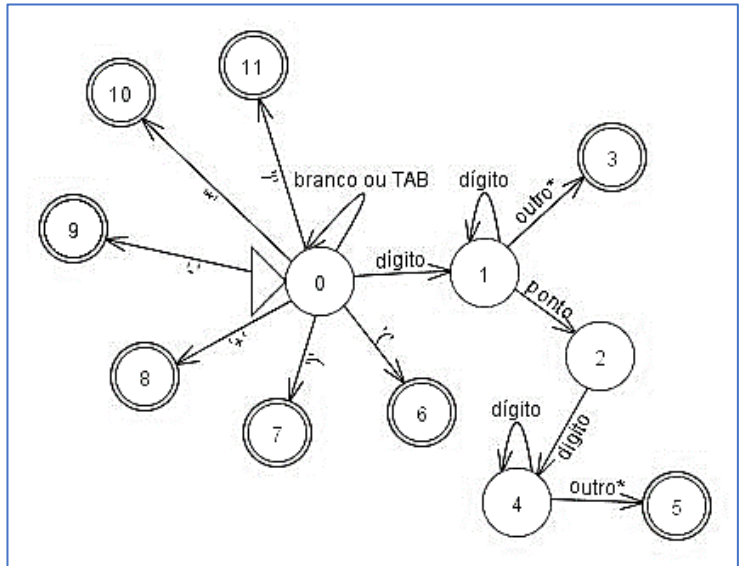 11
10
branco ou TAB
dígito
outro*
3
9
0
dígito
1
ponto
2
8
'('
6
7
dígito
dígito
4
outro*
5